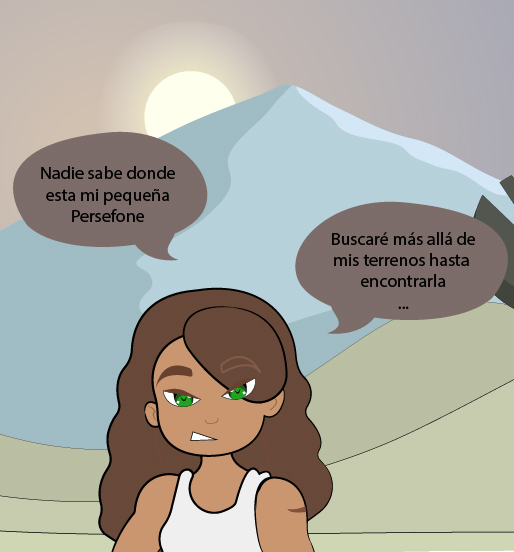 Nadie sabe donde
esta mi pequeña
Persefone
Buscaré más allá de
mis terrenos hasta
encontrarla
...